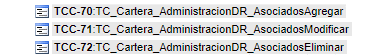 TCC-70:TC_Cartera_AdministracionDR_AsociadosAgregar
TCC-71:TC_Cartera_AdministracionDR_AsociadosModificar
TCC-72:TC_Cartera_AdministracionDR_AsociadosEliminar